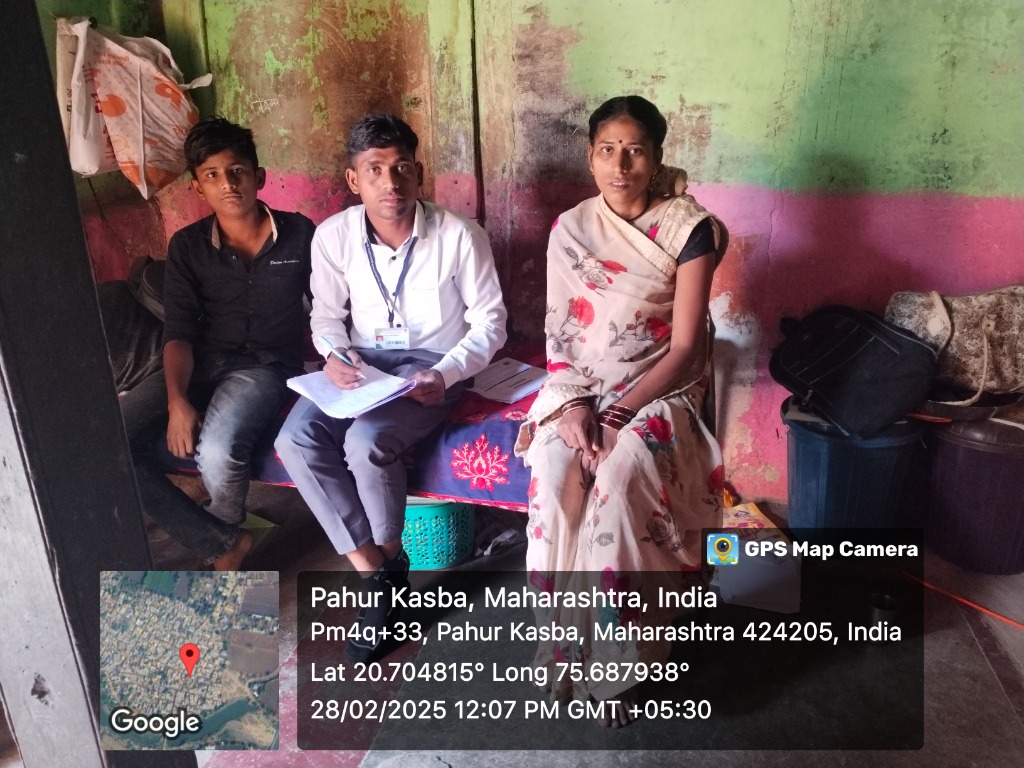 GPS Map Camera
Pahur Kasba, Maharashtra, India
Pm4q+33, Pahur Kasba, Maharashtra 424205, India
Lat 20.704815° Long 75.687938°
28/02/2025 12:07 PM GMT +05:30
Google